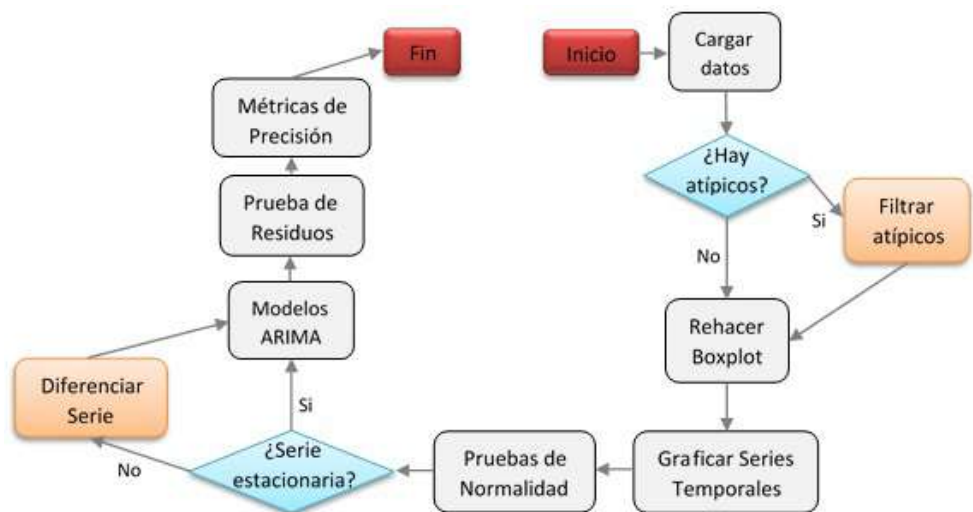 Inicio
Cargar
datos
¿Hay
atípicos?
Si
Filtrar
atípicos
No
Rehacer
Boxplot
Graficar Series
Temporales
Pruebas de
Normalidad
¿Serie
estacionaria?
No
Diferenciar
Serie
Si
Modelos
ARIMA
Prueba de
Residuos
Métricas de
Precisión
Fin